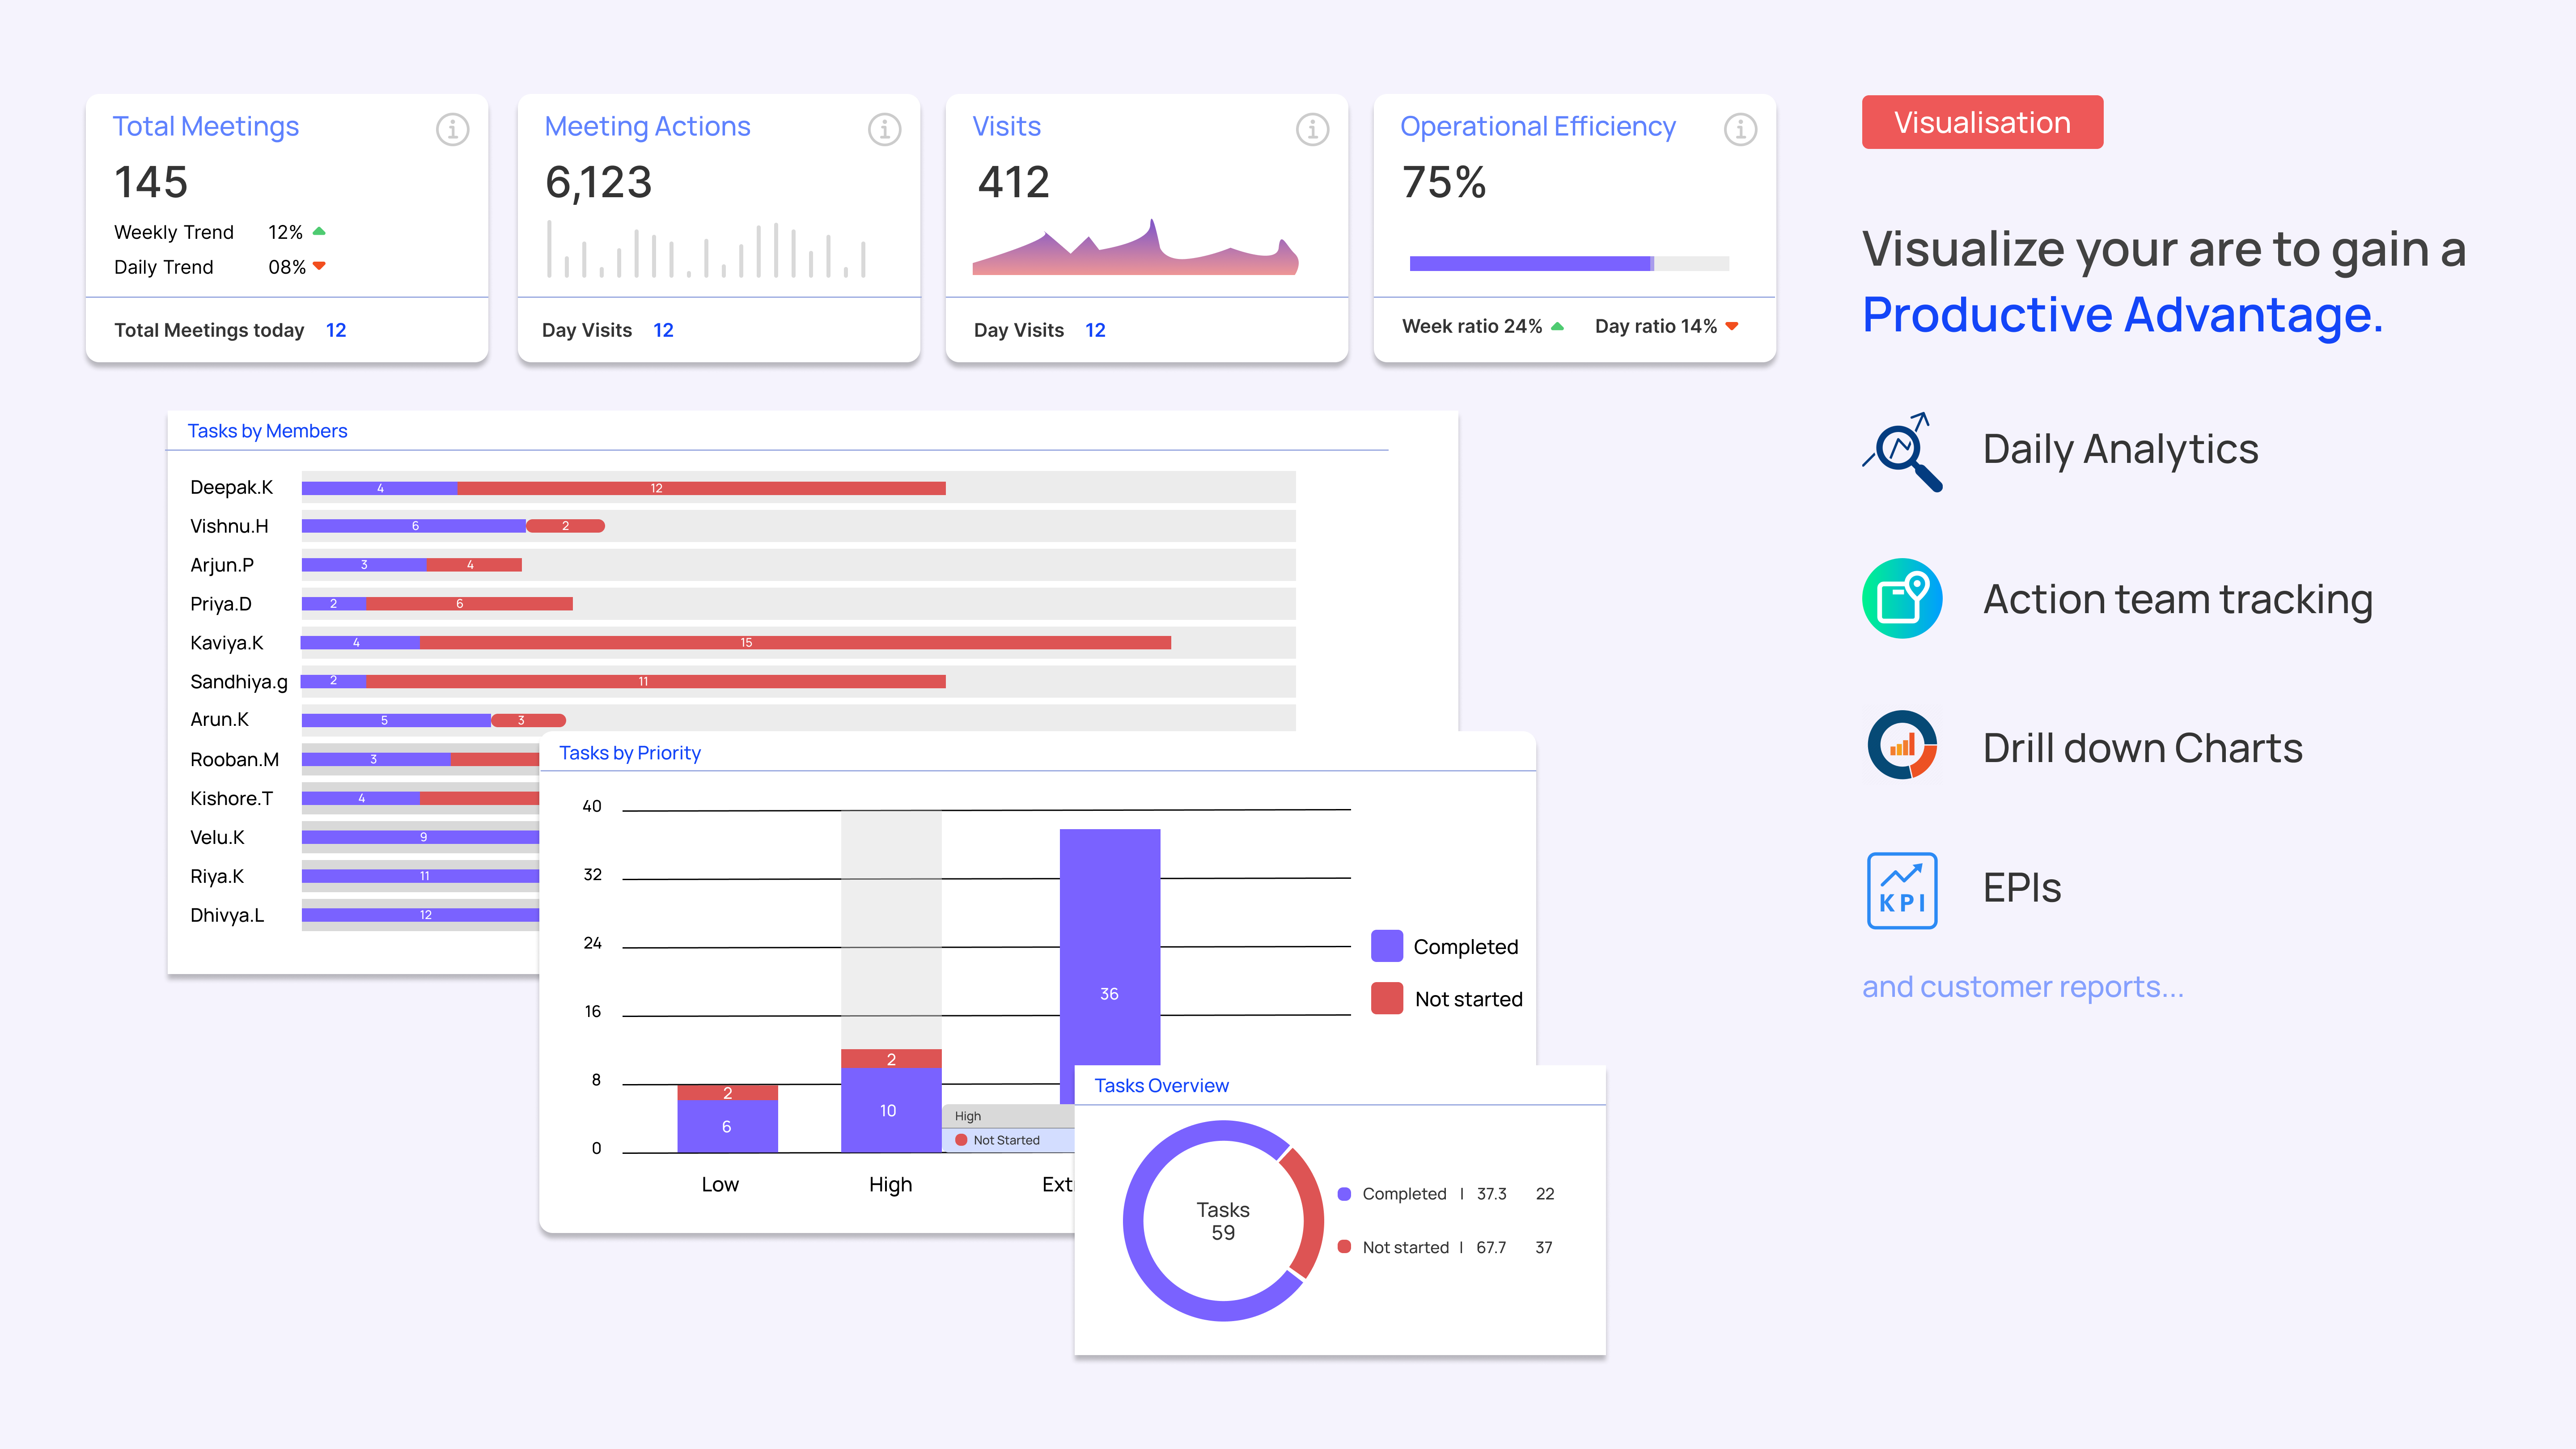 Total Meetings
145
Weekly Trend 12%
Daily Trend 08%
Total Meetings today 12
Meeting Actions
6,123
Day Visits 12
Visits
412
Day Visits 12
Operational Efficiency
75%
Week ratio 24% Day ratio 14%
Visualisation
Visualize your are to gain a
Productive Advantage.
Daily Analytics
Action team tracking
Drill down Charts
KPI
EPIs
and customer reports...
Tasks by Members
Deepak.K 4 12
Vishnu.H 6 2
Arjun.P 3 4
Priya.D 2 6
Kaviya.K 4 15
Sandhiya.g 2 11
Arun.K 5 3
Rooban.M 3
Kishore.T 4
Velu.K 9
Riya.K 11
Dhivya.L 12
Tasks by Priority
40
32
24
16
8
0
36
2
10
2
6
High
Not Started
Low
High
Ext
Completed
Not started
Tasks Overview
Tasks
59
Completed | 37.3 22
Not started | 67.7 37